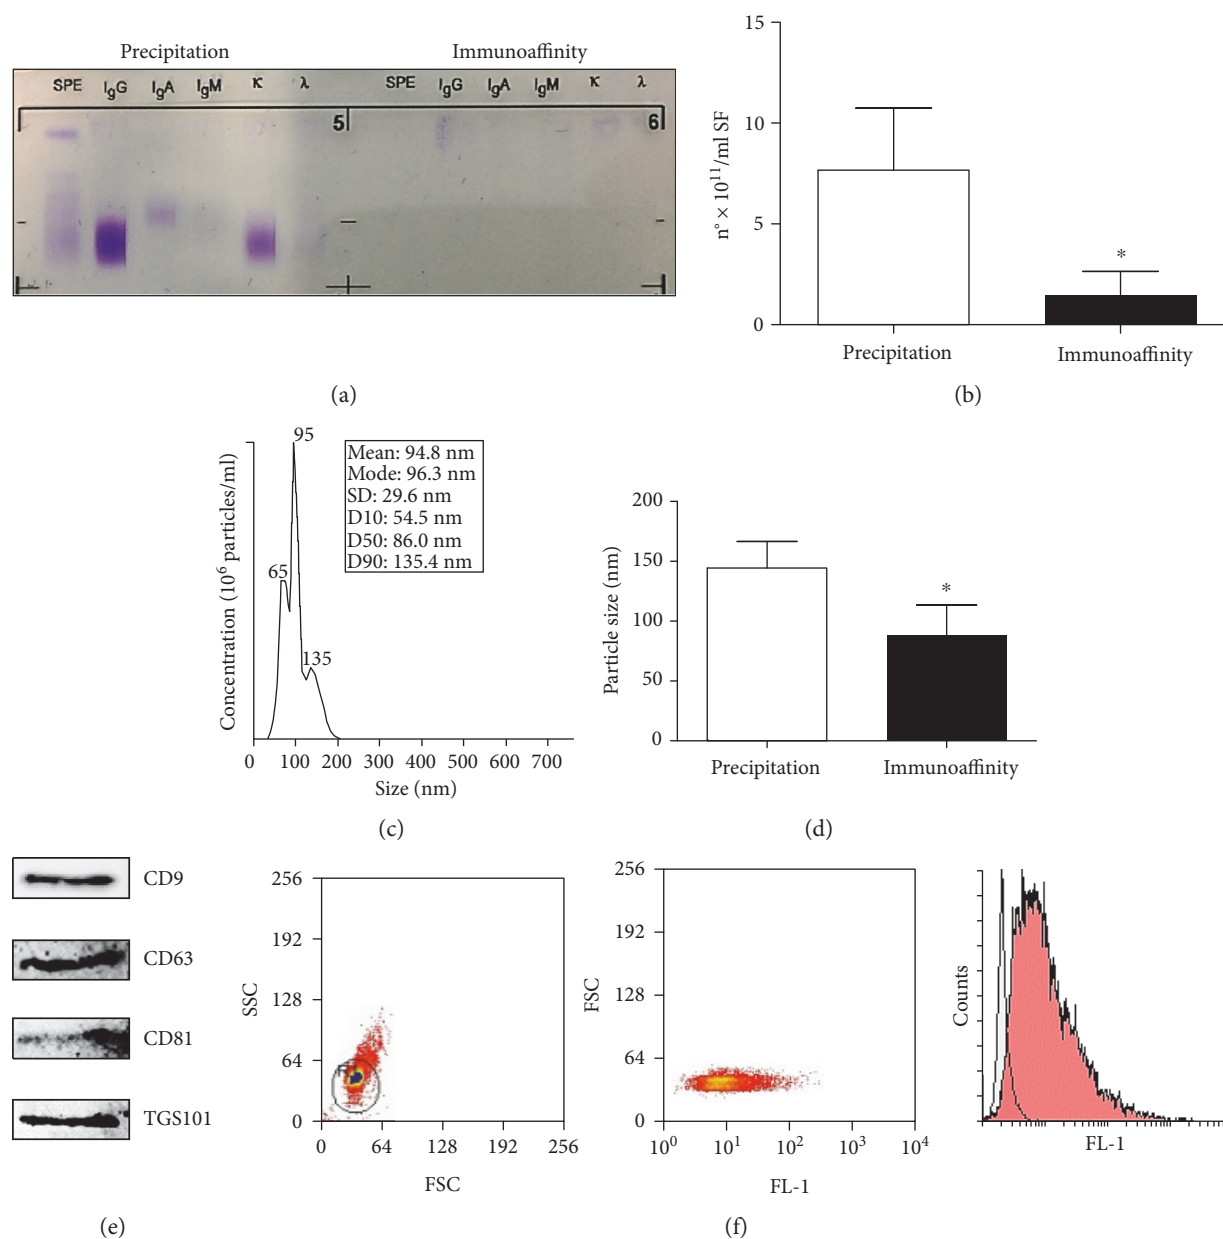 Precipitation Immunoaffinity
SPE IgG IgA IgM κ λ SPE IgG IgA IgM κ λ
5 6
(a)
15
10
5
0
n° × 10¹¹/ml SF
*
Precipitation Immunoaffinity
(b)
Concentration (10⁶ particles/ml)
65
95
135
Mean: 94.8 nm
Mode: 96.3 nm
SD: 29.6 nm
D10: 54.5 nm
D50: 86.0 nm
D90: 135.4 nm
0 100 200 300 400 500 600 700
Size (nm)
(c)
200
150
100
50
0
Particle size (nm)
*
Precipitation Immunoaffinity
(d)
CD9
CD63
CD81
TGS101
(e)
256
192
128
64
0
SSC
0 64 128 192 256
FSC
256
192
128
64
0
FSC
10⁰ 10¹ 10² 10³ 10⁴
FL-1
Counts
FL-1
(f)